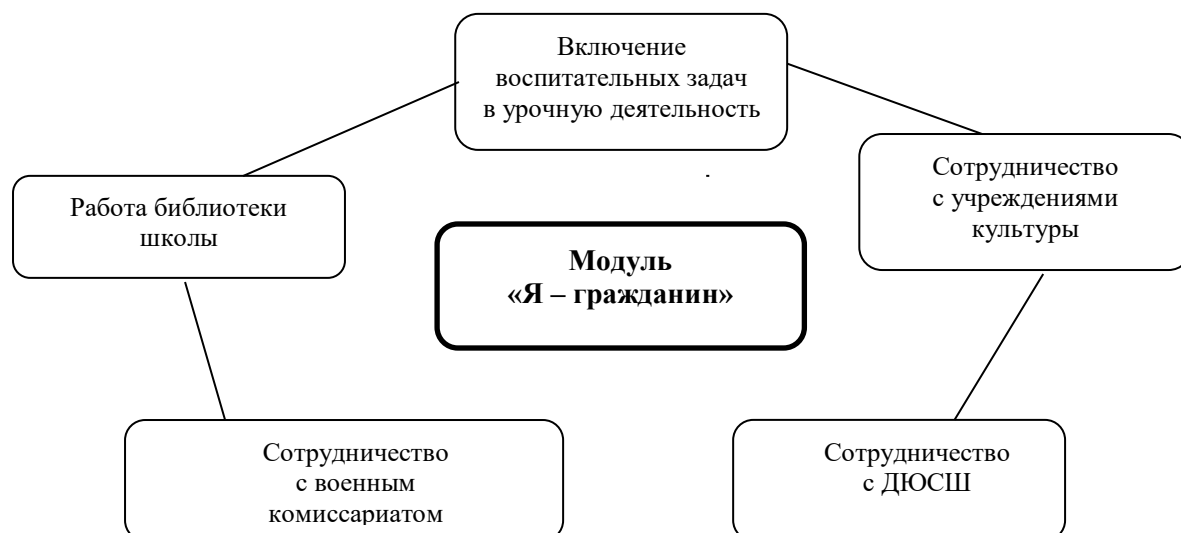 Включение
воспитательных задач
в урочную деятельность
Сотрудничество
с учреждениями
культуры
Работа библиотеки
школы
Модуль
«Я – гражданин»
Сотрудничество
с военным
комиссариатом
Сотрудничество
с ДЮСШ